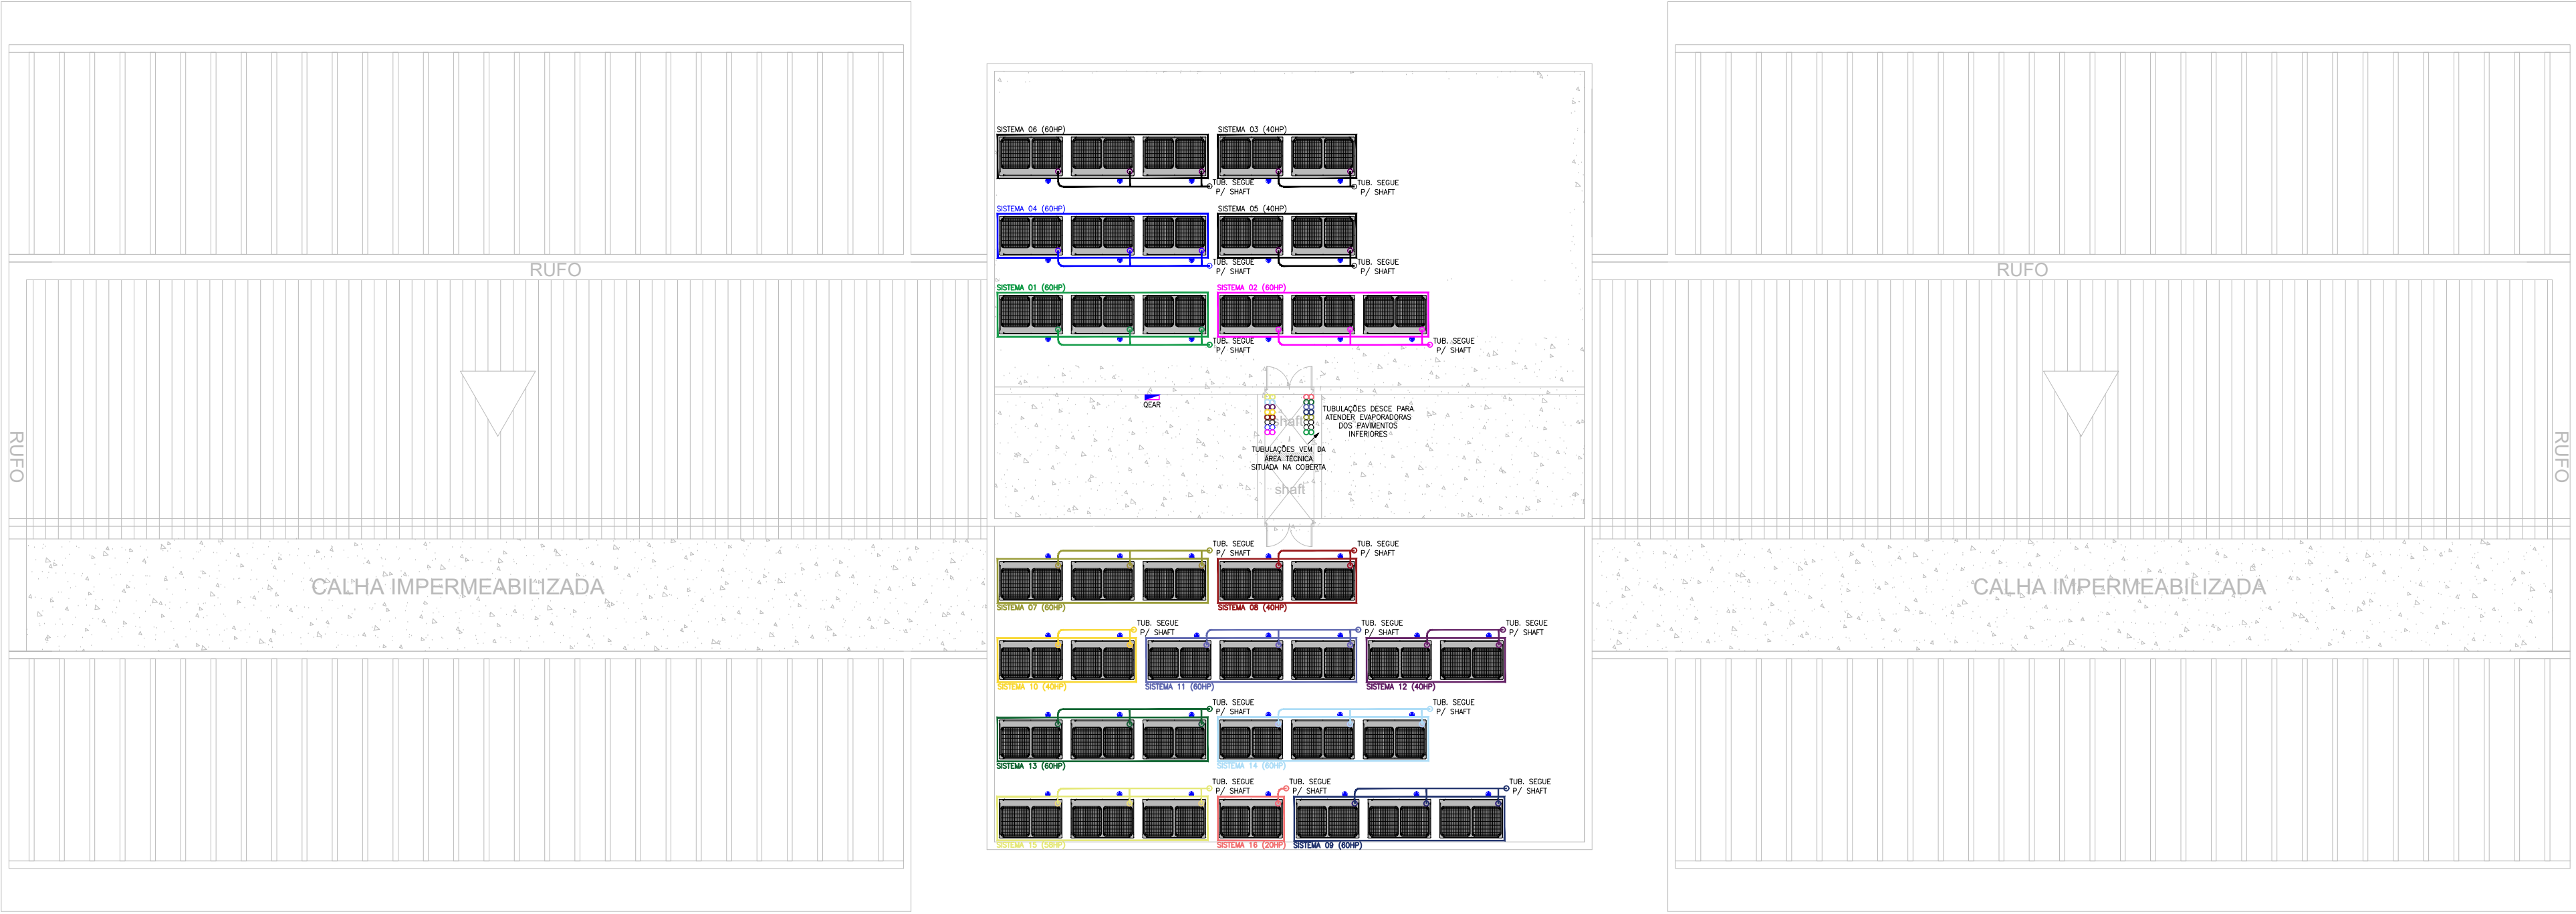 SISTEMA 06 (60HP)
SISTEMA 03 (40HP)
TUB. SEGUE
P/ SHAFT
TUB. SEGUE
P/ SHAFT
SISTEMA 04 (60HP)
SISTEMA 05 (40HP)
TUB. SEGUE
P/ SHAFT
TUB. SEGUE
P/ SHAFT
RUFO
RUFO
SISTEMA 01 (60HP)
SISTEMA 02 (60HP)
TUB. SEGUE
P/ SHAFT
TUB. SEGUE
P/ SHAFT
QEAR
TUBULAÇÕES DESCE PARA
ATENDER EVAPORADORAS
DOS PAVIMENTOS
INFERIORES
shaft
RUFO
RUFO
TUBULAÇÕES VEM DA
ÁREA TÉCNICA
SITUADA NA COBERTA
shaft
TUB. SEGUE
P/ SHAFT
TUB. SEGUE
P/ SHAFT
CALHA IMPERMEABILIZADA
CALHA IMPERMEABILIZADA
SISTEMA 07 (60HP)
SISTEMA 08 (40HP)
TUB. SEGUE
P/ SHAFT
TUB. SEGUE
P/ SHAFT
TUB. SEGUE
P/ SHAFT
SISTEMA 10 (40HP)
SISTEMA 11 (60HP)
SISTEMA 12 (40HP)
TUB. SEGUE
P/ SHAFT
TUB. SEGUE
P/ SHAFT
SISTEMA 13 (60HP)
SISTEMA 14 (60HP)
TUB. SEGUE
P/ SHAFT
TUB. SEGUE
P/ SHAFT
TUB. SEGUE
P/ SHAFT
SISTEMA 15 (58HP)
SISTEMA 16 (20HP)
SISTEMA 09 (60HP)